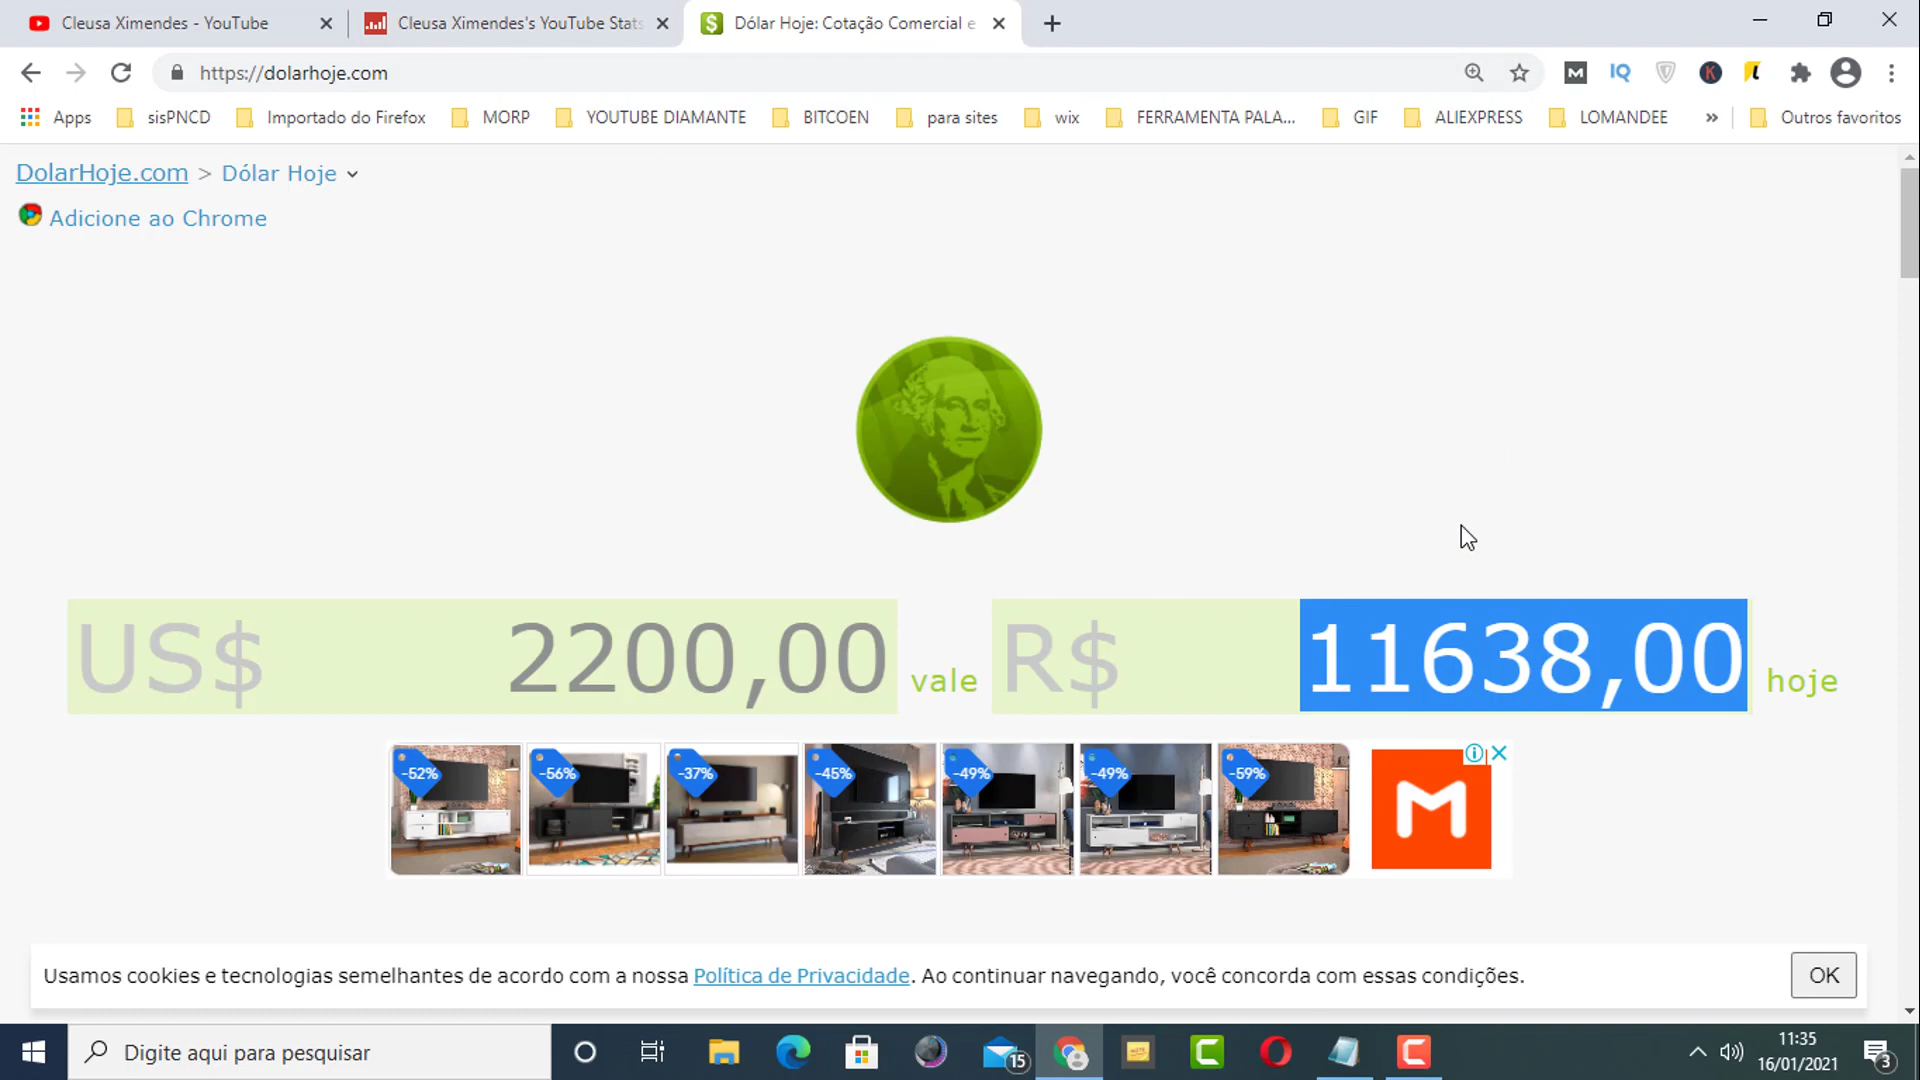 Cleusa Ximendes - YouTube
Cleusa Ximendes's YouTube Stats
Dólar Hoje: Cotação Comercial e
https://dolarhoje.com
M IQ K
Apps sisPNCD Importado do Firefox MORP YOUTUBE DIAMANTE BITCOEN para sites wix FERRAMENTA PALA... GIF ALIEXPRESS LOMANDEE » Outros favoritos
DolarHoje.com > Dólar Hoje
Adicione ao Chrome
US$ 2200,00 vale R$ 11638,00 hoje
-52% -56% -37% -45% -49% -49% -59%
M
Usamos cookies e tecnologias semelhantes de acordo com a nossa Política de Privacidade. Ao continuar navegando, você concorda com essas condições.
OK
Digite aqui para pesquisar
15
11:35
16/01/2021
3